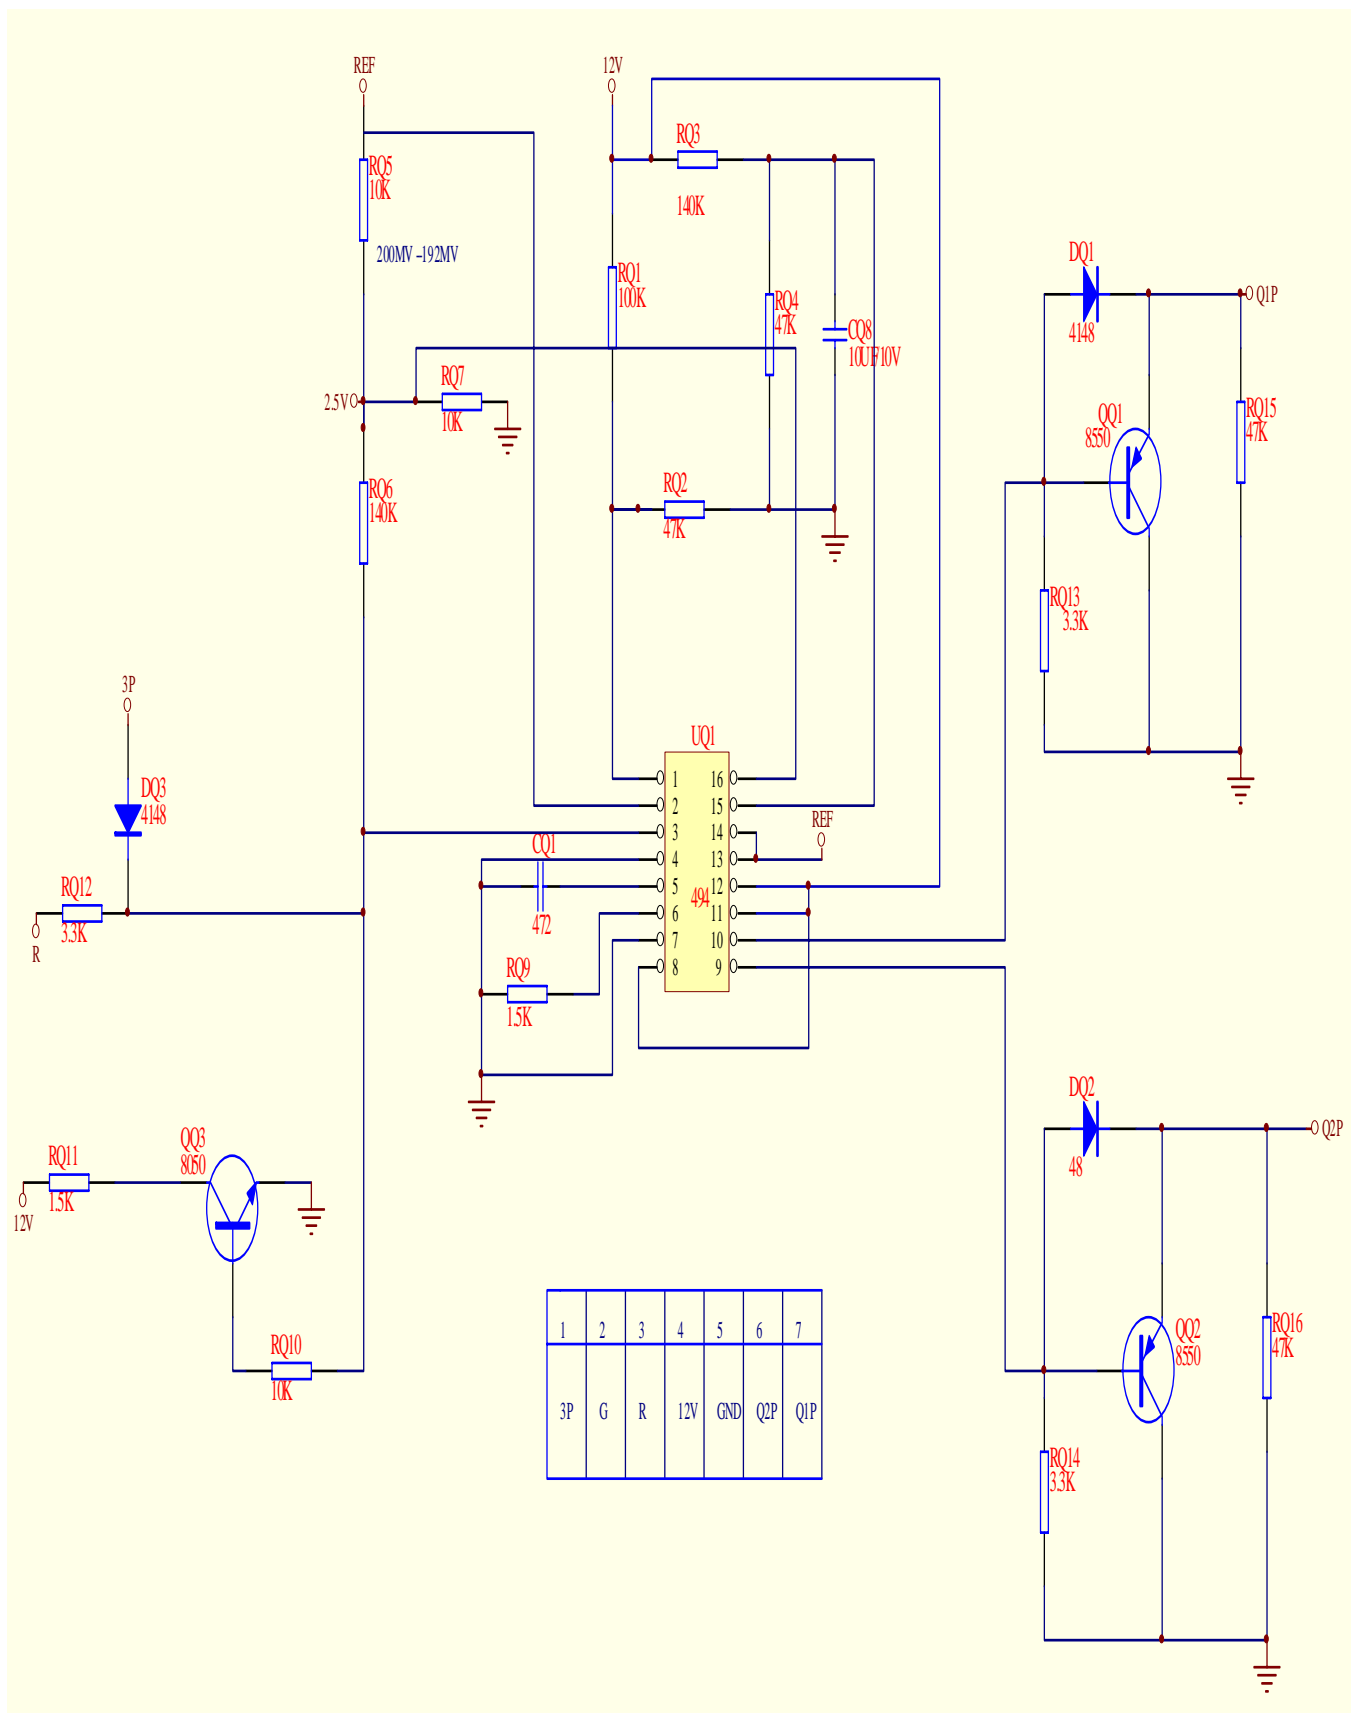 REF
12V
RQ3
140K
RQ5
10K
200MV -192MV
RQ1
100K
RQ4
47K
CQ8
10UF10V
DQ1
4148
Q1P
RQ7
10K
2.5V
QQ1
8550
RQ15
47K
RQ6
140K
RQ2
47K
RQ13
3.3K
3P
DQ3
4148
UQ1
1 16
2 15
3 14
4 13
5 12
6 11
7 10
8 9
494
REF
CQ1
472
RQ12
3.3K
R
RQ9
1.5K
DQ2
48
Q2P
QQ3
8050
RQ11
1.5K
12V
RQ10
10K
QQ2
8550
RQ16
47K
RQ14
3.3K
1 2 3 4 5 6 7
3P G R 12V GND Q2P Q1P